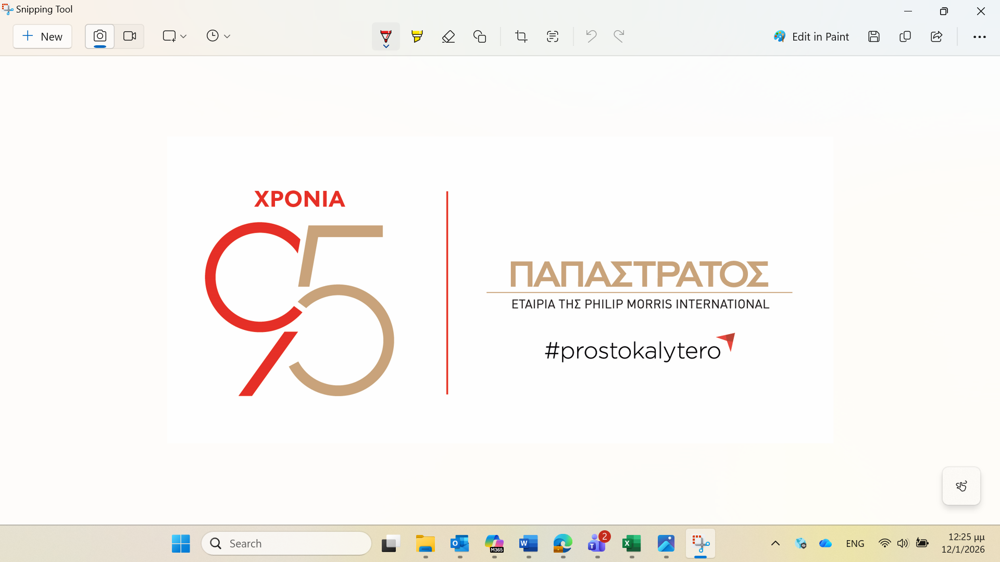 Snipping Tool
New
Edit in Paint
ΧΡΟΝΙΑ
95
ΠΑΠΑΣΤΡΑΤΟΣ
ΕΤΑΙΡΙΑ ΤΗΣ PHILIP MORRIS INTERNATIONAL
#prostokalytero
Search
M365
2
ENG
12:25 μμ
12/1/2026